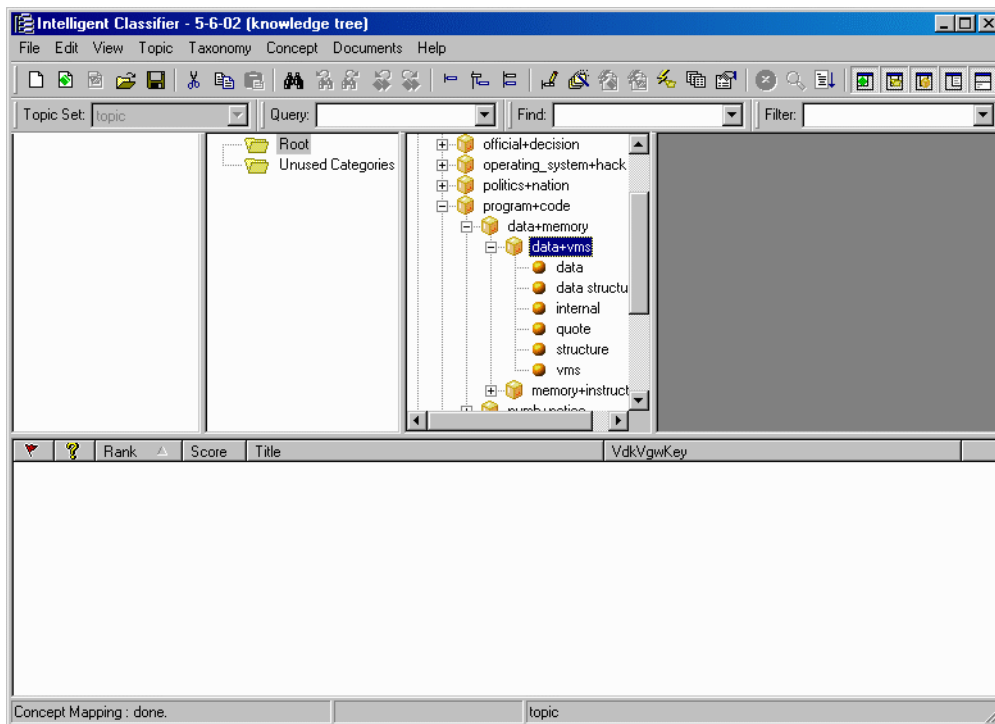 Intelligent Classifier - 5-6-02 (knowledge tree)
File Edit View Topic Taxonomy Concept Documents Help
Topic Set: topic Query: Find: Filter:
Root
Unused Categories
official+decision
operating_system+hack
politics+nation
program+code
data+memory
data+vms
data
data structu
internal
quote
structure
vms
memory+instruct
Rank Score Title VdkVgwKey
Concept Mapping : done. topic